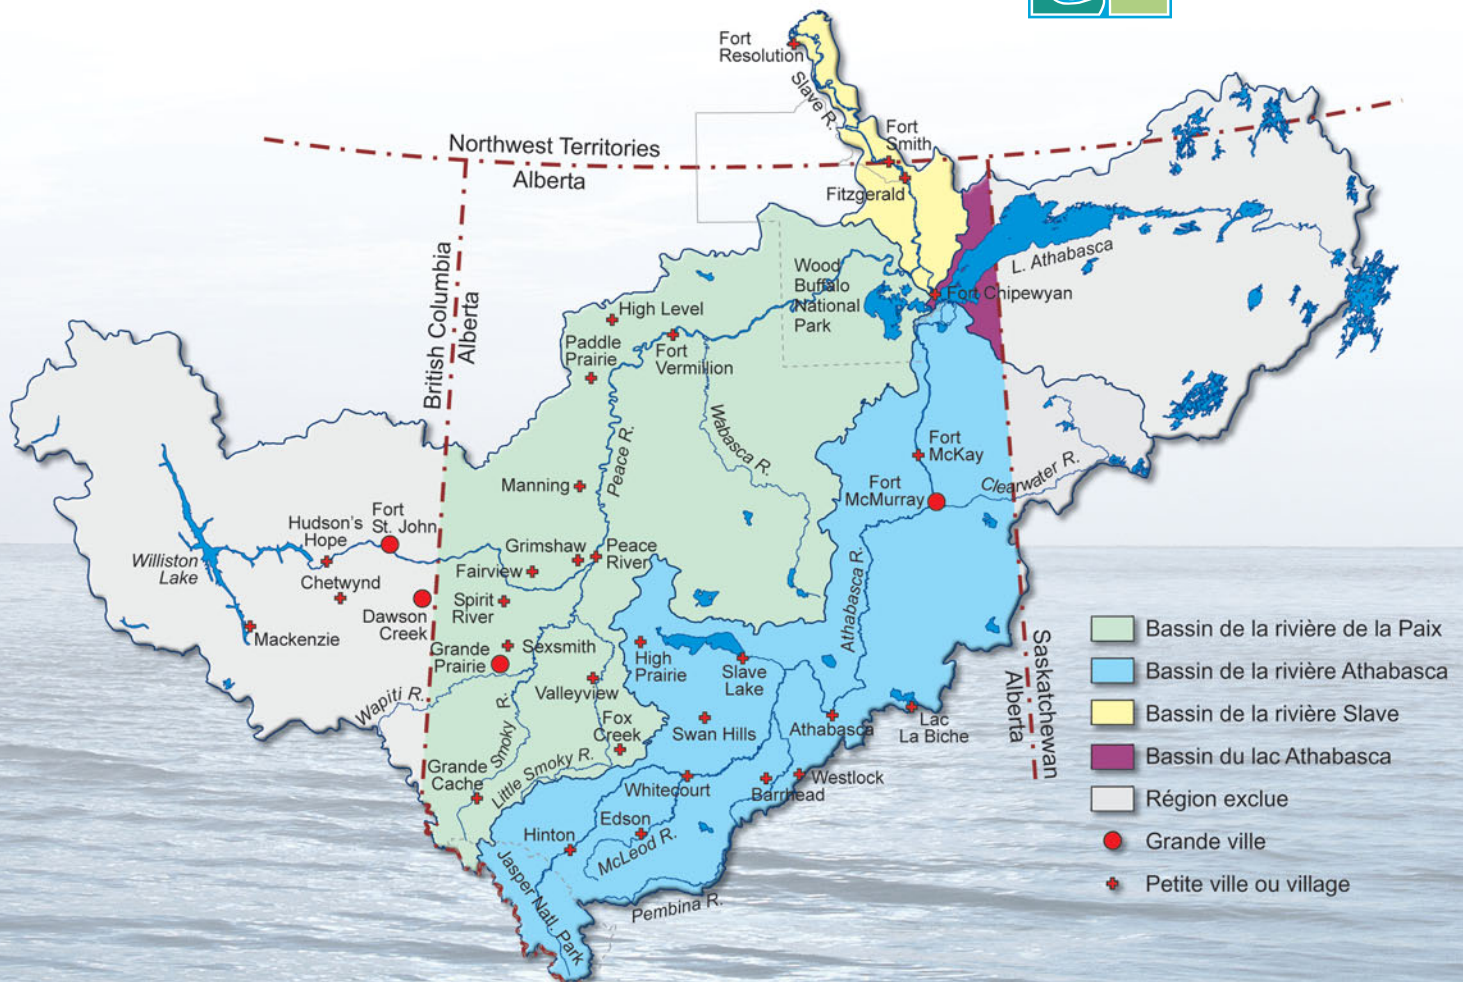 Fort
Resolution
Slave R.
Fort
Smith
Northwest Territories
Alberta
Fitzgerald
British Columbia
Alberta
Wood
Buffalo
National
Park
L. Athabasca
Fort Chipewyan
High Level
Paddle
Prairie
Fort
Vermillion
Peace R.
Wabasca R.
Manning
Fort
McKay
Fort
McMurray
Clearwater R.
Hudson's
Hope
Fort
St. John
Williston
Lake
Chetwynd
Dawson
Creek
Mackenzie
Grimshaw
Peace
River
Fairview
Spirit
River
Athabasca R.
Grande
Prairie
Sexsmith
High
Prairie
Slave
Lake
Wapiti R.
Valleyview
Smoky R.
Fox
Creek
Swan Hills
Athabasca
Lac
La Biche
Saskatchewan
Alberta
Grande
Cache
Little Smoky R.
Whitecourt
Westlock
Barrhead
Edson
Hinton
McLeod R.
Jasper Natl. Park
Pembina R.
Bassin de la rivière de la Paix
Bassin de la rivière Athabasca
Bassin de la rivière Slave
Bassin du lac Athabasca
Région exclue
Grande ville
Petite ville ou village